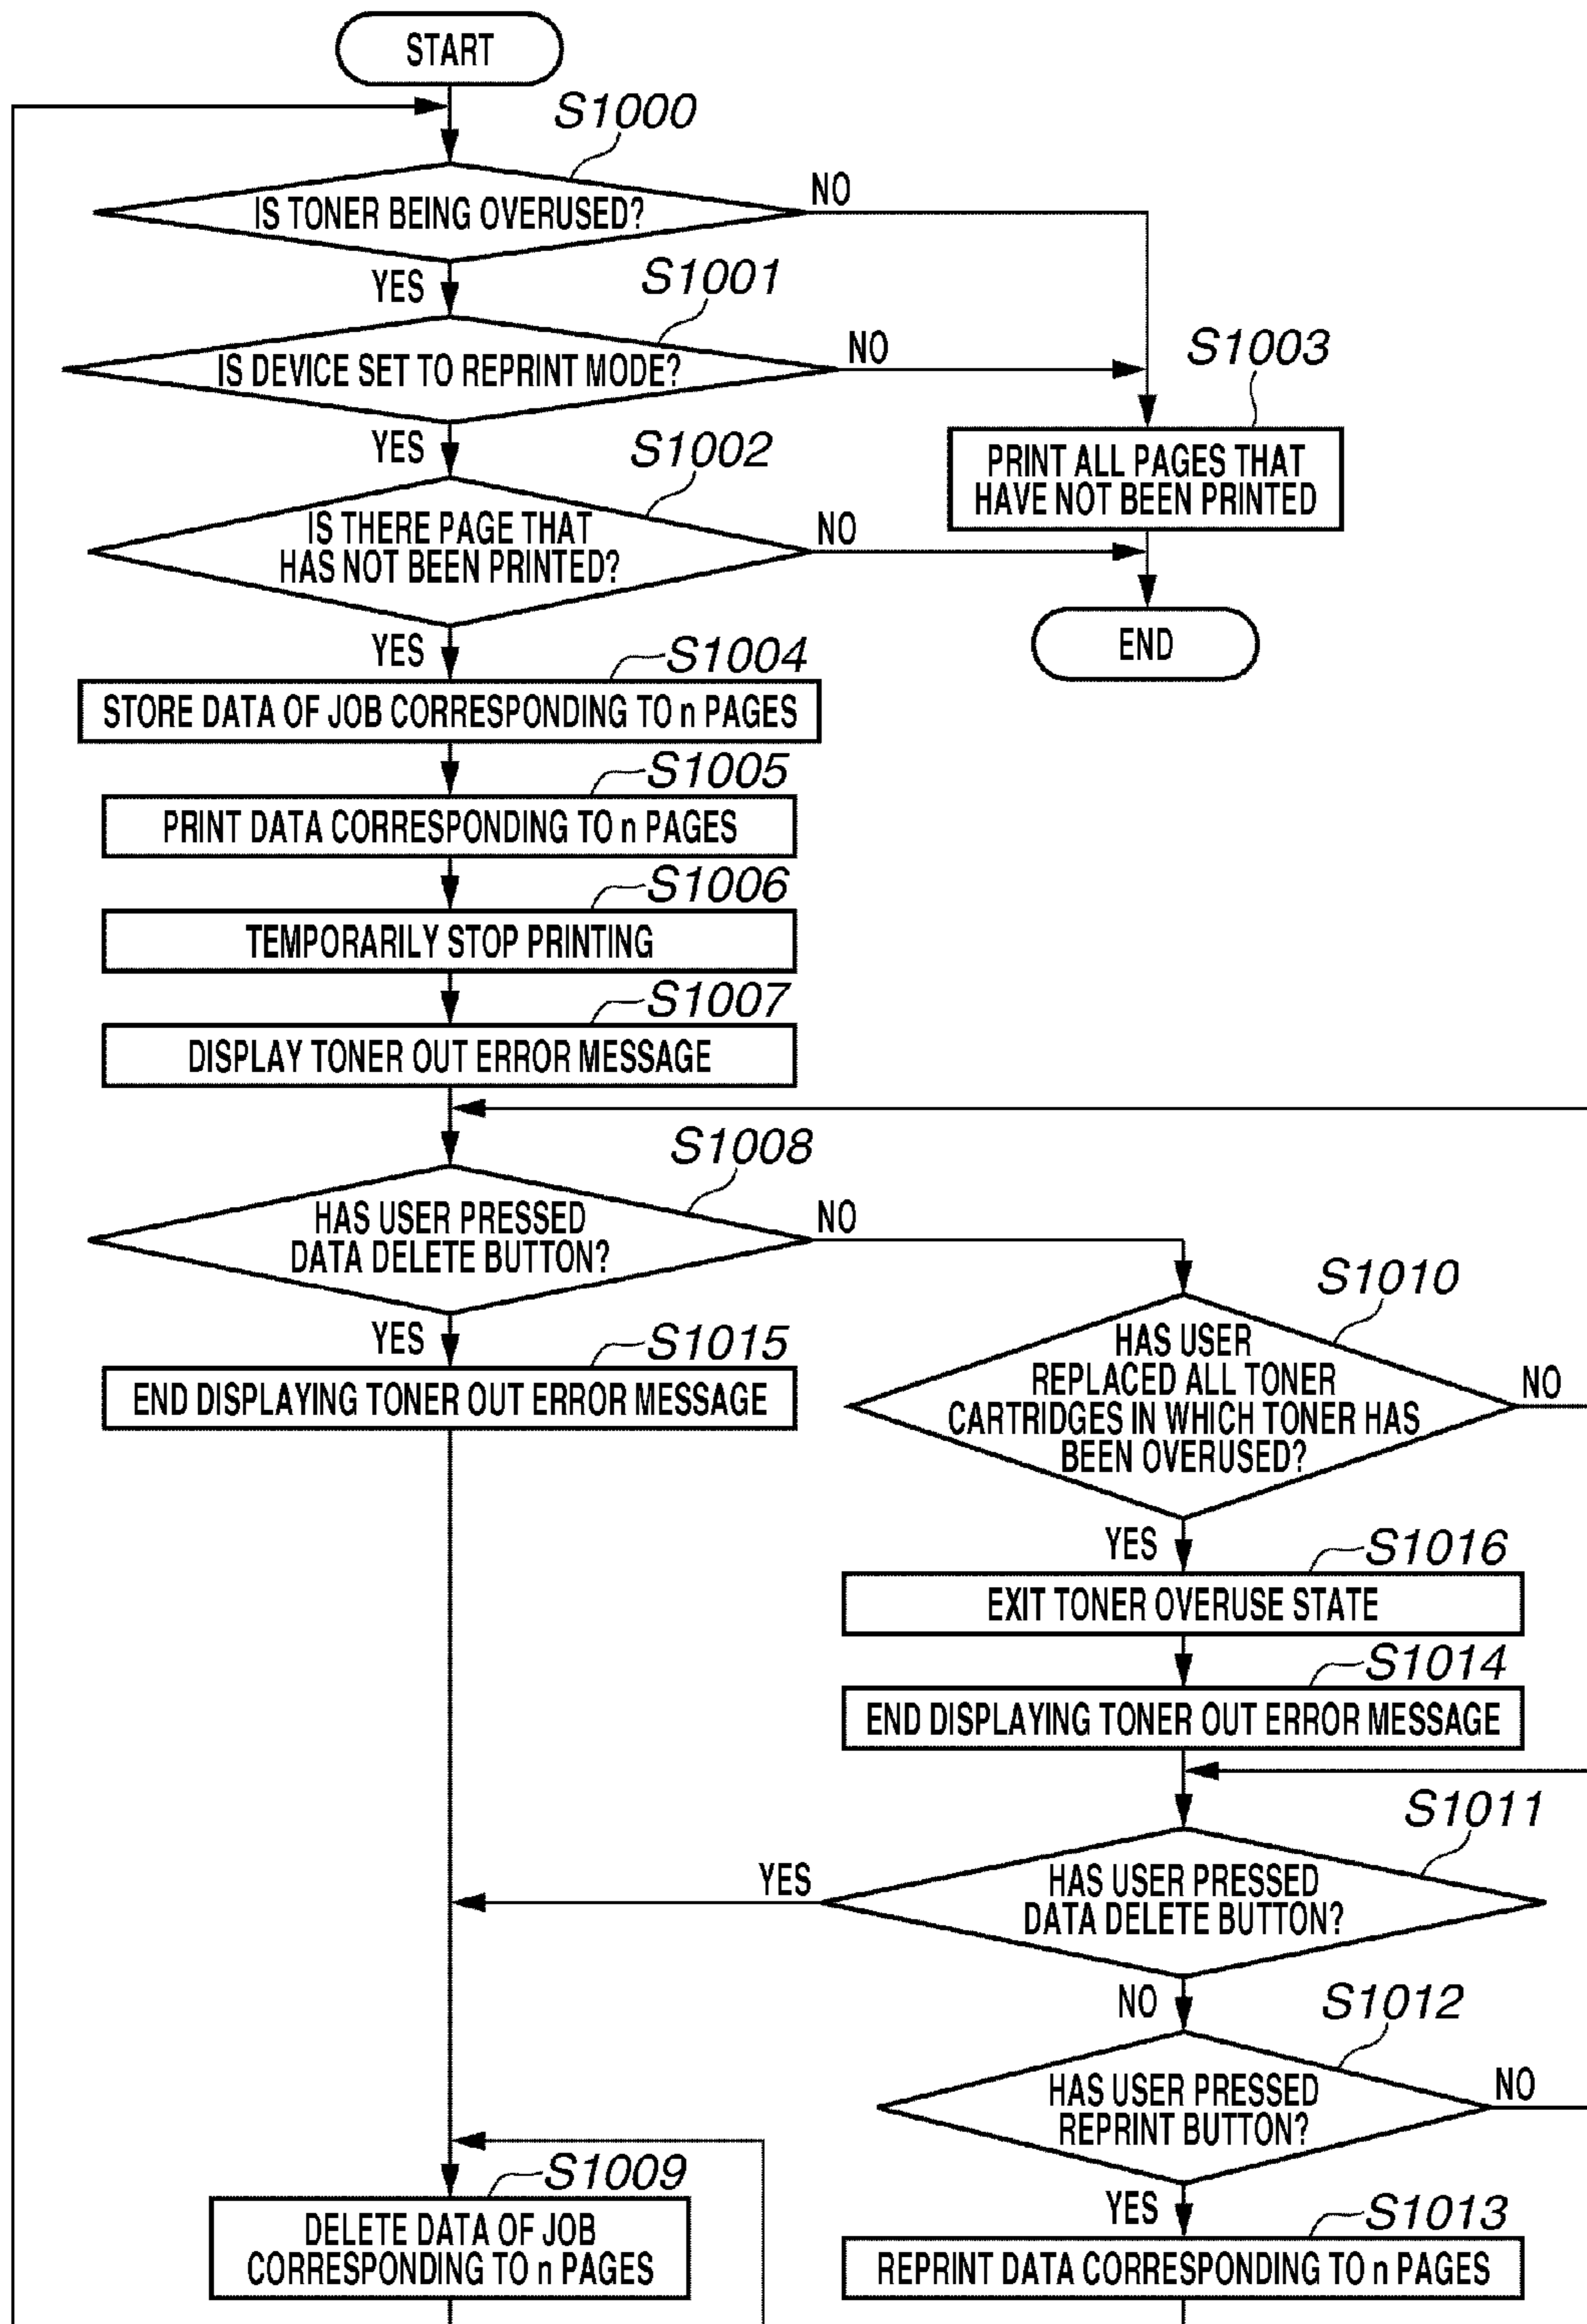 START
S1000
IS TONER BEING OVERUSED?
NO
YES
S1001
IS DEVICE SET TO REPRINT MODE?
NO
S1003
YES
S1002
PRINT ALL PAGES THAT
HAVE NOT BEEN PRINTED
IS THERE PAGE THAT
HAS NOT BEEN PRINTED?
NO
END
YES
S1004
STORE DATA OF JOB CORRESPONDING TO n PAGES
S1005
PRINT DATA CORRESPONDING TO n PAGES
S1006
TEMPORARILY STOP PRINTING
S1007
DISPLAY TONER OUT ERROR MESSAGE
S1008
HAS USER PRESSED
DATA DELETE BUTTON?
NO
S1010
YES
S1015
END DISPLAYING TONER OUT ERROR MESSAGE
HAS USER
REPLACED ALL TONER
CARTRIDGES IN WHICH TONER HAS
BEEN OVERUSED?
NO
YES
S1016
EXIT TONER OVERUSE STATE
S1014
END DISPLAYING TONER OUT ERROR MESSAGE
S1011
YES
HAS USER PRESSED
DATA DELETE BUTTON?
NO
S1012
HAS USER PRESSED
REPRINT BUTTON?
NO
S1009
DELETE DATA OF JOB
CORRESPONDING TO n PAGES
YES
S1013
REPRINT DATA CORRESPONDING TO n PAGES